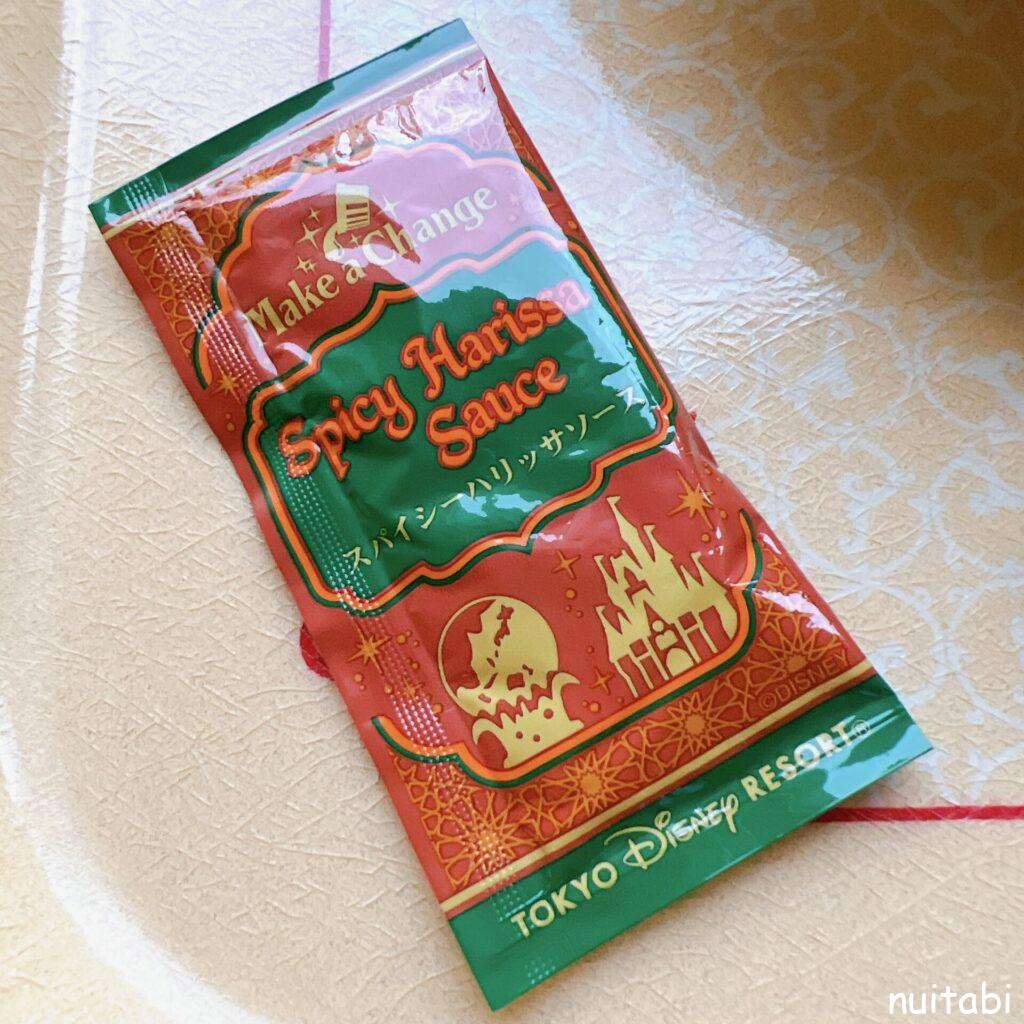 Make a Change
Spicy Harissa
Sauce
スパイシーハリッサソース
©DISNEY
TOKYO DISNEY RESORT®
nuitabi